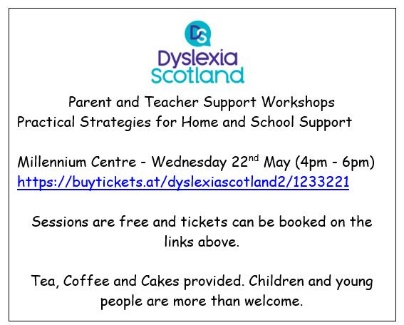 DS
Dyslexia
Scotland
Parent and Teacher Support Workshops
Practical Strategies for Home and School Support
Millennium Centre - Wednesday 22nd May (4pm - 6pm)
https://buytickets.at/dyslexiascotland2/1233221
Sessions are free and tickets can be booked on the
links above.
Tea, Coffee and Cakes provided. Children and young
people are more than welcome.